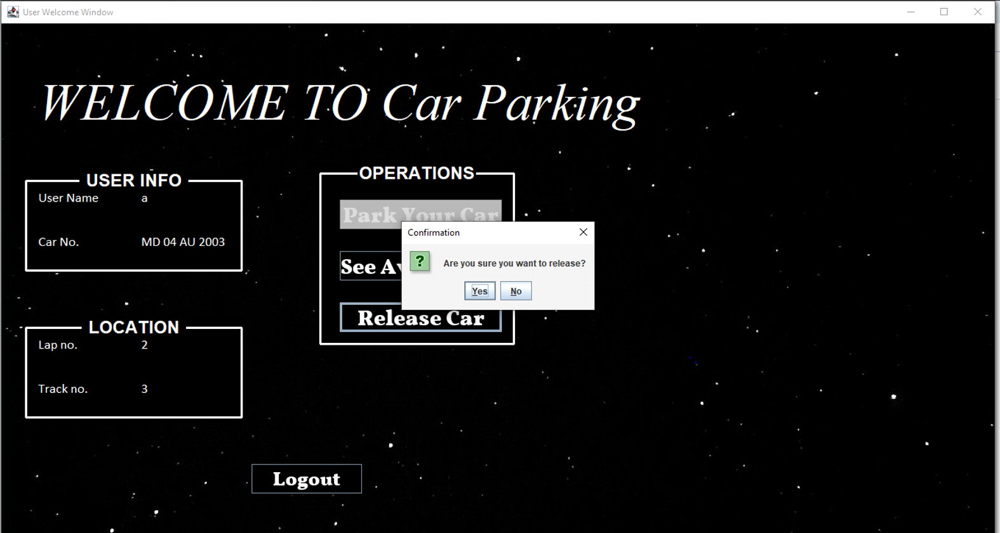 User Welcome Window
WELCOME TO Car Parking
USER INFO
User Name a
Car No. MD 04 AU 2003
LOCATION
Lap no. 2
Track no. 3
OPERATIONS
Park Your Car
See
Release Car
Confirmation
?
Are you sure you want to release?
Yes No
Logout